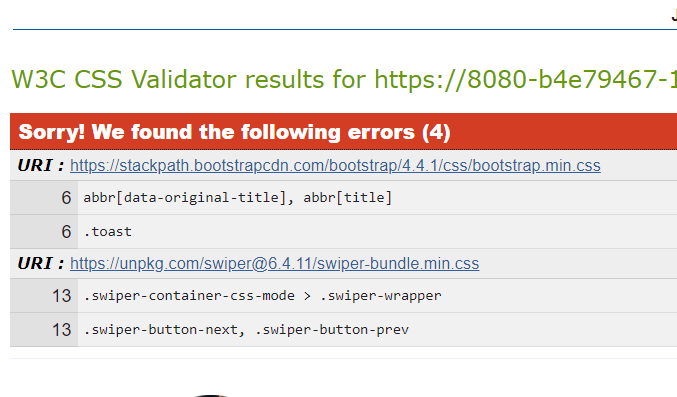 W3C CSS Validator results for https://8080-b4e79467-1
Sorry! We found the following errors (4)
URI : https://stackpath.bootstrapcdn.com/bootstrap/4.4.1/css/bootstrap.min.css
6 abbr[data-original-title], abbr[title]
6 .toast
URI : https://unpkg.com/swiper@6.4.11/swiper-bundle.min.css
13 .swiper-container-css-mode > .swiper-wrapper
13 .swiper-button-next, .swiper-button-prev